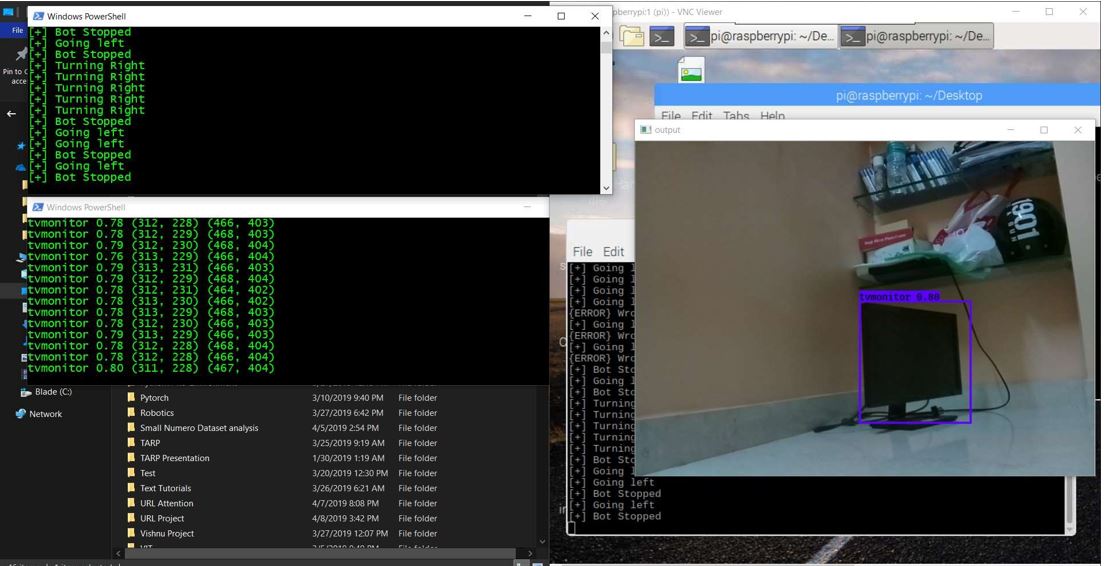 Windows PowerShell
[+] Bot Stopped
[+] Going left
[+] Bot Stopped
[+] Turning Right
[+] Turning Right
[+] Turning Right
[+] Turning Right
[+] Turning Right
[+] Bot Stopped
[+] Going left
[+] Going left
[+] Bot Stopped
[+] Going left
[+] Bot Stopped
File
Pin to
acce
Windows PowerShell
tvmonitor 0.78 (312, 228) (466, 403)
tvmonitor 0.78 (312, 229) (468, 403)
tvmonitor 0.79 (312, 230) (468, 404)
tvmonitor 0.76 (313, 229) (466, 404)
tvmonitor 0.79 (313, 231) (466, 403)
tvmonitor 0.79 (312, 229) (468, 404)
tvmonitor 0.78 (312, 231) (464, 402)
tvmonitor 0.78 (313, 230) (466, 402)
tvmonitor 0.78 (313, 229) (468, 403)
tvmonitor 0.78 (312, 230) (466, 403)
tvmonitor 0.79 (313, 229) (466, 403)
tvmonitor 0.78 (312, 228) (466, 403)
tvmonitor 0.78 (312, 228) (468, 404)
tvmonitor 0.80 (311, 228) (467, 404)
Blade (C:)
Network
Pytorch 3/10/2019 9:40 PM File folder
Robotics 3/27/2019 6:42 PM File folder
Small Numero Dataset analysis 4/5/2019 2:54 PM File folder
TARP 3/25/2019 9:19 AM File folder
TARP Presentation 1/30/2019 1:19 AM File folder
Test 3/20/2019 12:30 PM File folder
Text Tutorials 3/26/2019 6:21 AM File folder
URL Attention 4/7/2019 8:08 PM File folder
URL Project 4/8/2019 3:42 PM File folder
Vishnu Project 3/27/2019 12:07 PM File folder
raspberrypi:1 (pi)) - VNC Viewer
pi@raspberrypi: ~/De...
pi@raspberrypi: ~/De...
pi@raspberrypi: ~/Desktop
File Edit Tabs Help
output
1901
tvmonitor 0.80
File Edit
[+] Going l
[+] Going l
[+] Going l
[+] Going l
{ERROR} Wro
[+] Going l
{ERROR} Wro
[+] Going l
{ERROR} Wro
[+] Bot Sto
[+] Going l
[+] Bot Sto
[+] Turning
[+] Turning
[+] Turning
[+] Turning
[+] Bot Sto
[+] Going l
[+] Going left
[+] Bot Stopped
[+] Going left
[+] Bot Stopped